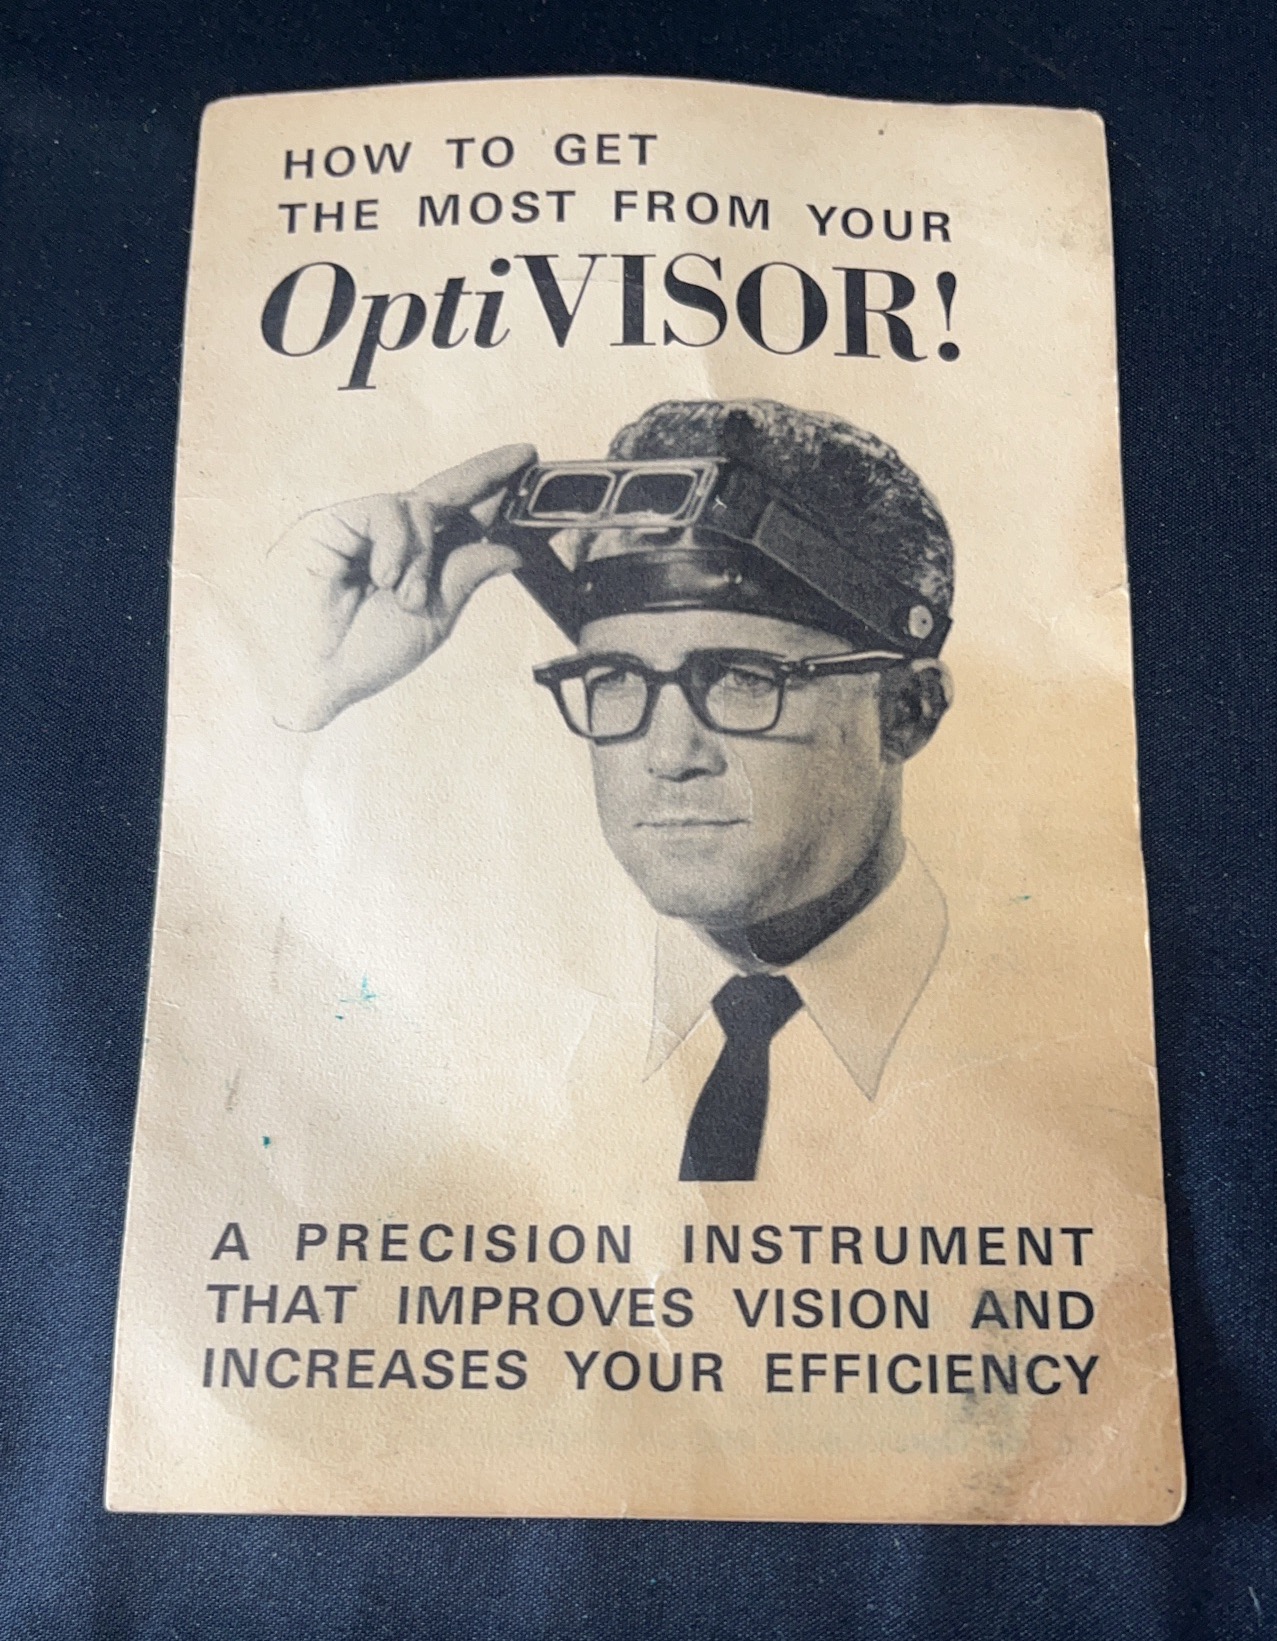 HOW TO GET
THE MOST FROM YOUR
OptiVISOR!
A PRECISION INSTRUMENT
THAT IMPROVES VISION AND
INCREASES YOUR EFFICIENCY